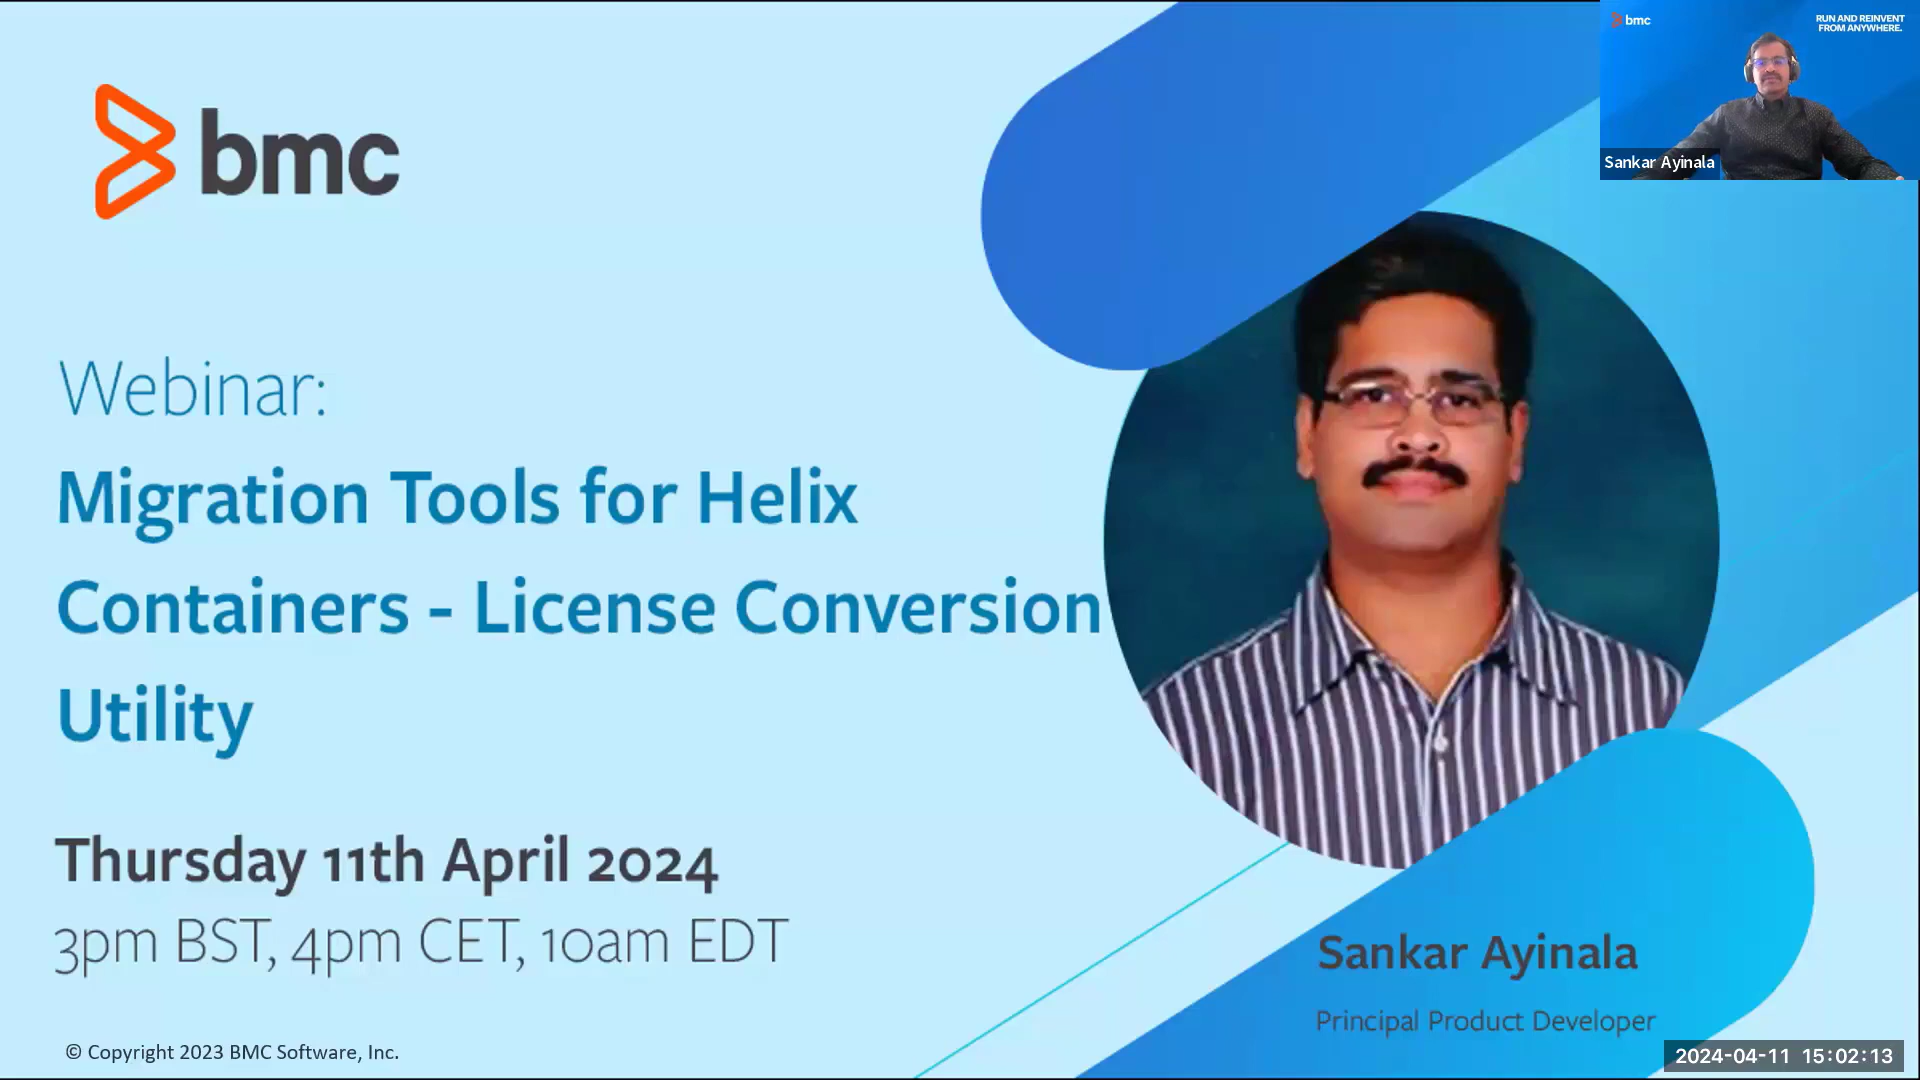 bmc
RUN AND REINVENT
FROM ANYWHERE.
Sankar Ayinala
bmc
Webinar:
Migration Tools for Helix
Containers - License Conversion
Utility
Thursday 11th April 2024
3pm BST, 4pm CET, 10am EDT
Sankar Ayinala
Principal Product Developer
© Copyright 2023 BMC Software, Inc.
2024-04-11 15:02:13